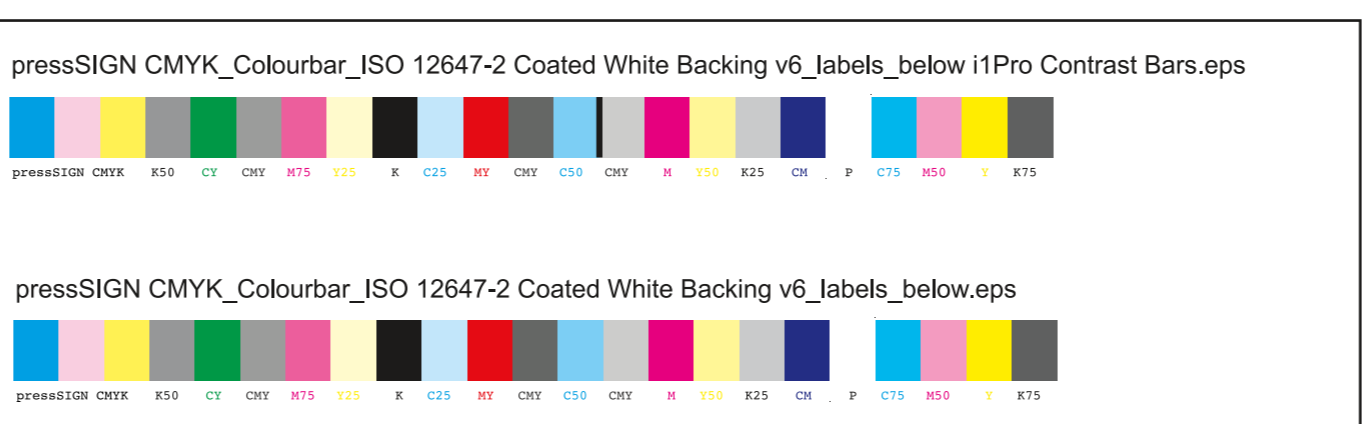 pressSIGN CMYK_Colourbar_ISO 12647-2 Coated White Backing v6_labels_below i1Pro Contrast Bars.eps
pressSIGN CMYK K50 CY CMY M75 Y25 K C25 MY CMY C50 CMY M Y50 K25 CM P C75 M50 Y K75
pressSIGN CMYK_Colourbar_ISO 12647-2 Coated White Backing v6_labels_below.eps
pressSIGN CMYK K50 CY CMY M75 Y25 K C25 MY CMY C50 CMY M Y50 K25 CM P C75 M50 Y K75